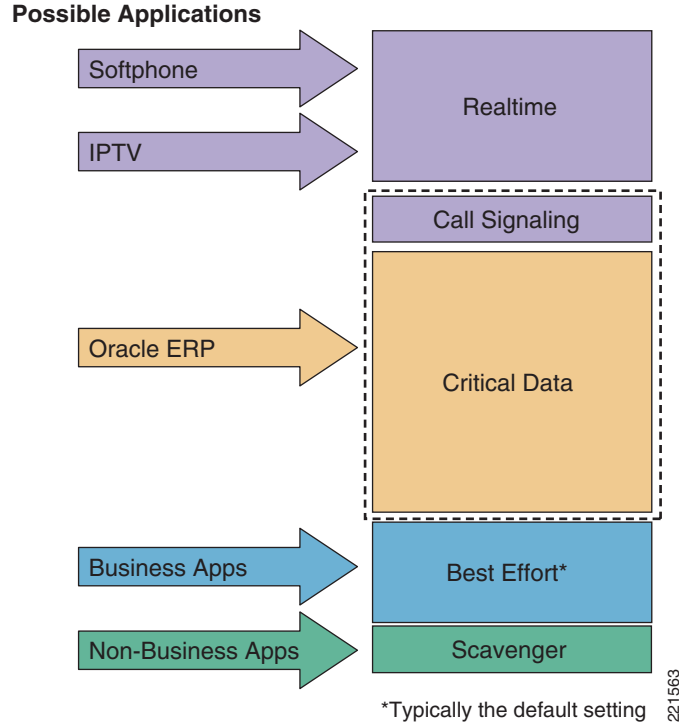 Possible Applications
Softphone
Realtime
IPTV
Call Signaling
Oracle ERP
Critical Data
Business Apps
Best Effort*
Non-Business Apps
Scavenger
*Typically the default setting
221563